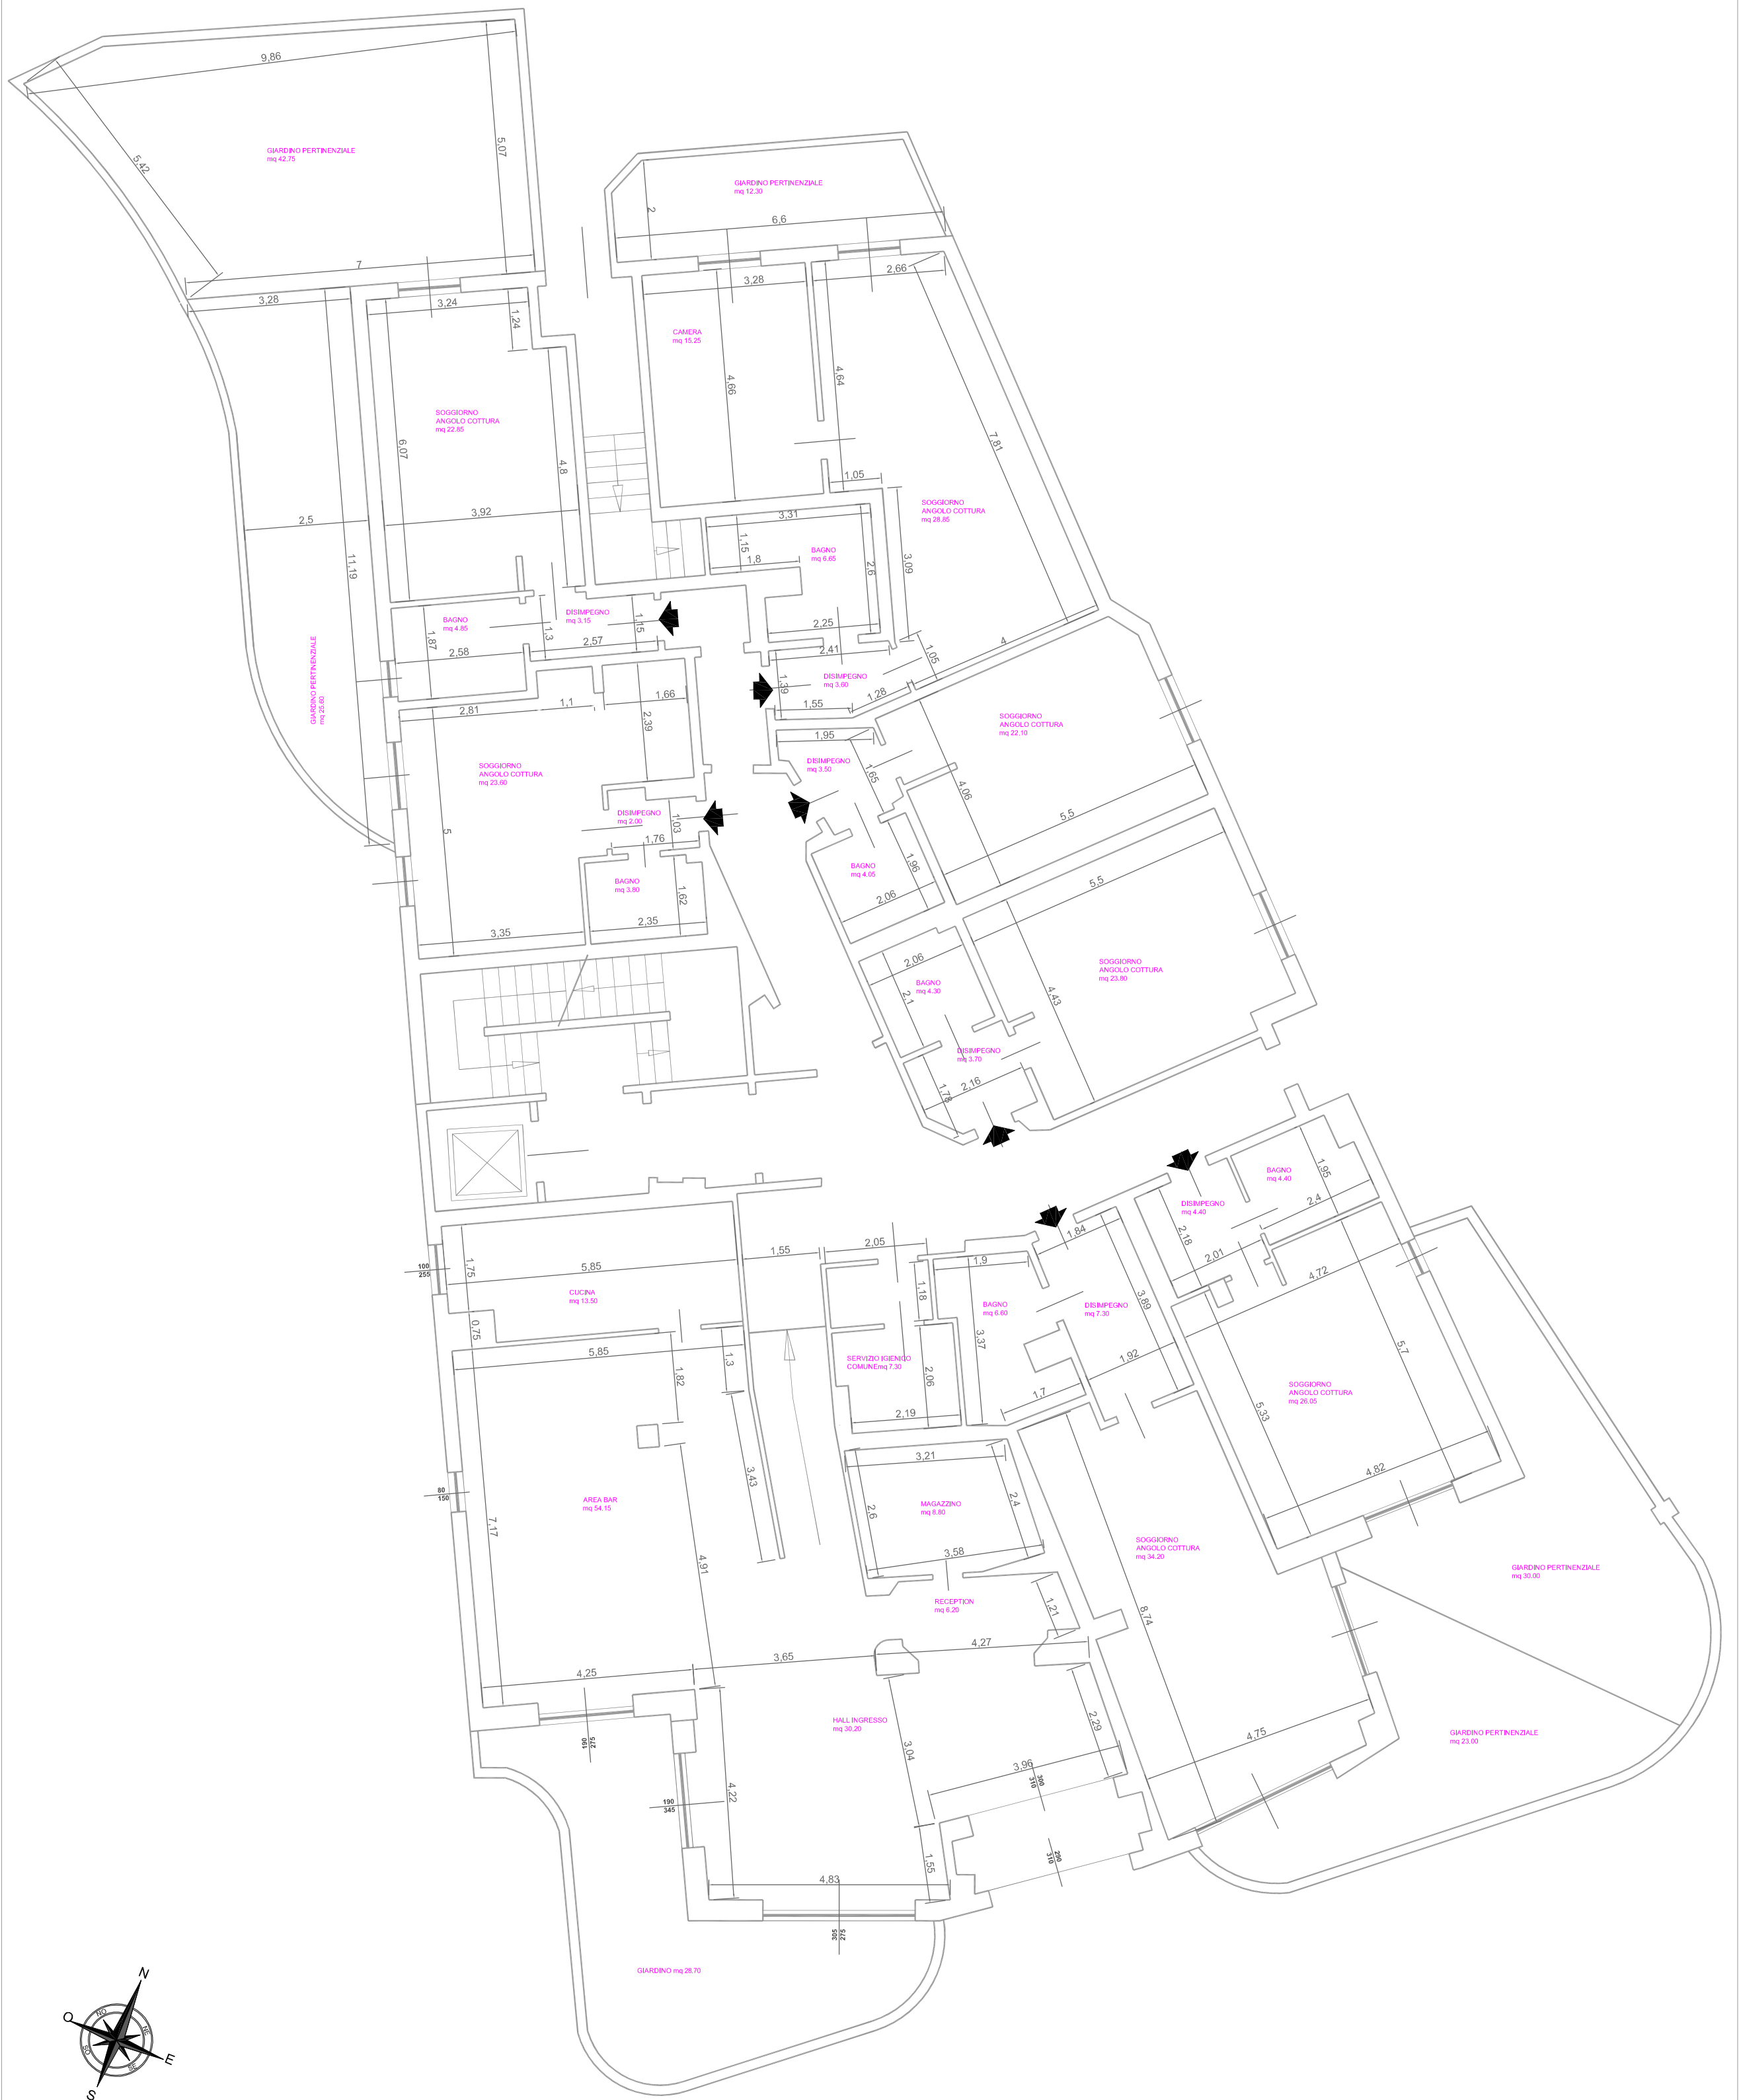 9,86
5,42
5,07
GIARDINO PERTINENZIALE
mq 42.75
7
GIARDINO PERTINENZIALE
mq 12.30
2
6,6
3,28
3,24
1,24
3,28
2,66
CAMERA
mq 15.25
4,66
4,64
7,81
SOGGIORNO
ANGOLO COTTURA
mq 22.85
6,07
4,8
3,92
2,5
11,19
1,05
SOGGIORNO
ANGOLO COTTURA
mq 28.85
3,31
1,15
1,8
BAGNO
mq 6.65
2,6
3,09
2,25
2,41
GIARDINO PERTINENZIALE
mq 25.60
BAGNO
mq 4.85
1,87
2,58
DISIMPEGNO
mq 3.15
1,3
1,15
2,57
1,05
4
DISIMPEGNO
mq 3.60
1,39
1,55
1,28
2,81
1,1
1,66
2,39
1,95
DISIMPEGNO
mq 3.50
1,65
SOGGIORNO
ANGOLO COTTURA
mq 22.10
4,06
5,5
SOGGIORNO
ANGOLO COTTURA
mq 23.60
5
DISIMPEGNO
mq 2.00
1,03
1,76
BAGNO
mq 3.80
1,62
2,35
3,35
BAGNO
mq 4.05
1,96
2,06
5,5
SOGGIORNO
ANGOLO COTTURA
mq 23.80
4,43
2,06
BAGNO
mq 4.30
2,1
DISIMPEGNO
mq 3.70
2,16
1,78
BAGNO
mq 4.40
1,95
2,4
DISIMPEGNO
mq 4.40
2,18
2,01
4,72
1,84
DISIMPEGNO
mq 7.30
3,89
1,92
1,75
5,85
1,55
2,05
1,9
100
255
CUCINA
mq 13.50
0,75
5,85
1,82
1,3
1,18
BAGNO
mq 6.60
3,37
SERVIZIO IGIENICO
COMUNEmq 7.30
2,06
2,19
1,7
SOGGIORNO
ANGOLO COTTURA
mq 26.05
5,7
5,33
4,82
3,43
80
150
AREA BAR
mq 54.15
7,17
4,91
3,21
MAGAZZINO
mq 8.80
2,6
2,4
3,58
SOGGIORNO
ANGOLO COTTURA
mq 34.20
8,74
GIARDINO PERTINENZIALE
mq 30.00
RECEPTION
mq 6.20
1,21
4,25
3,65
4,27
HALL INGRESSO
mq 30.20
3,04
2,29
3,96
4,75
GIARDINO PERTINENZIALE
mq 23.00
190
275
190
345
4,22
300
310
290
310
1,55
4,83
305
275
GIARDINO mq 28.70
N
NO
NE
O
E
SO
SE
S